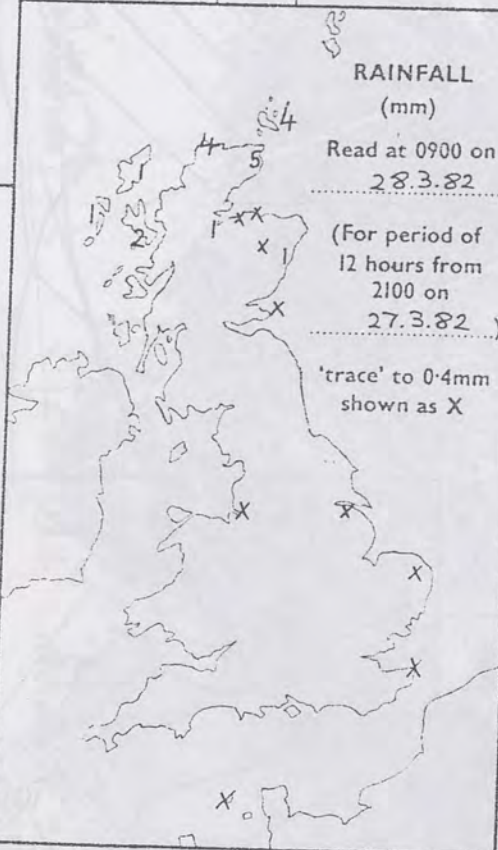 RAINFALL
(mm)
Read at 0900 on
28.3.82
(For period of
12 hours from
2100 on
27.3.82 )
'trace' to 0·4mm
shown as X
4
4
5
1
1
2
1
X X
X
1
X
X
X
X
X
X